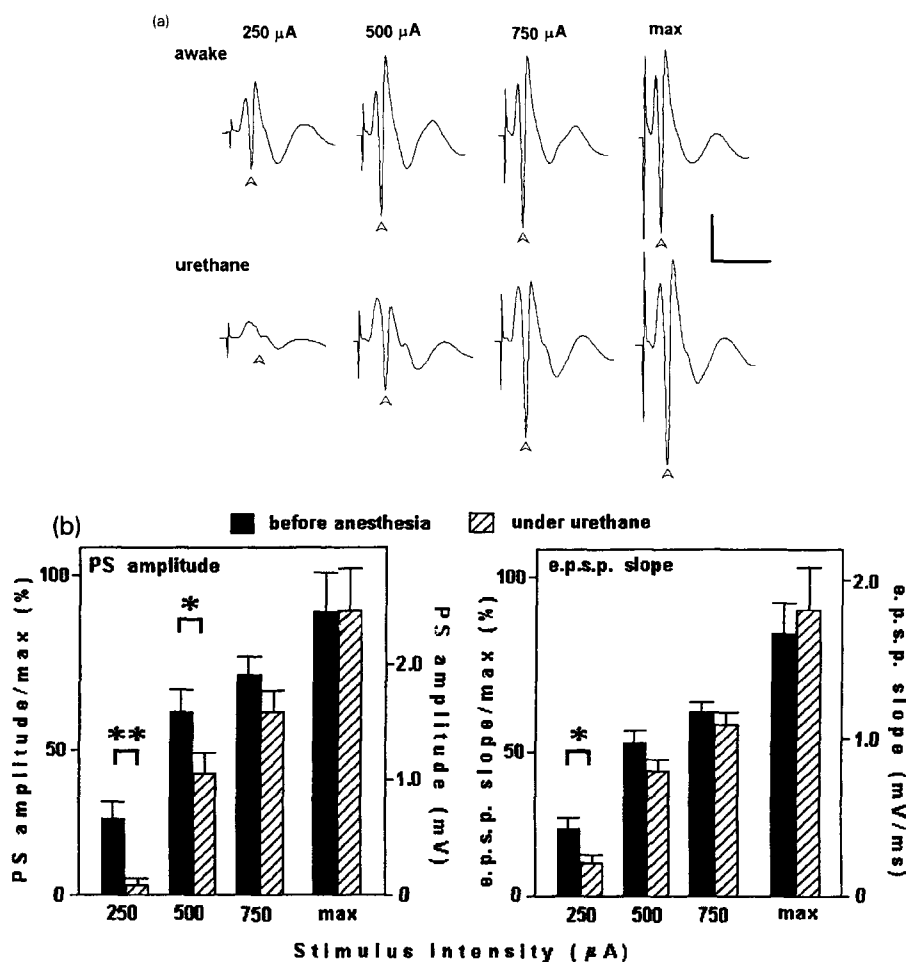 (a)
250 µA 500 µA 750 µA max
awake
urethane
(b)
before anesthesia under urethane
PS amplitude
PS amplitude/max (%)
100
50
0
**
*
PS amplitude (mV)
2.0
1.0
0
250 500 750 max
e.p.s.p. slope
e.p.s.p. slope/max (%)
100
50
0
*
e.p.s.p. slope (mV/ms)
2.0
1.0
0
250 500 750 max
Stimulus intensity (µA)